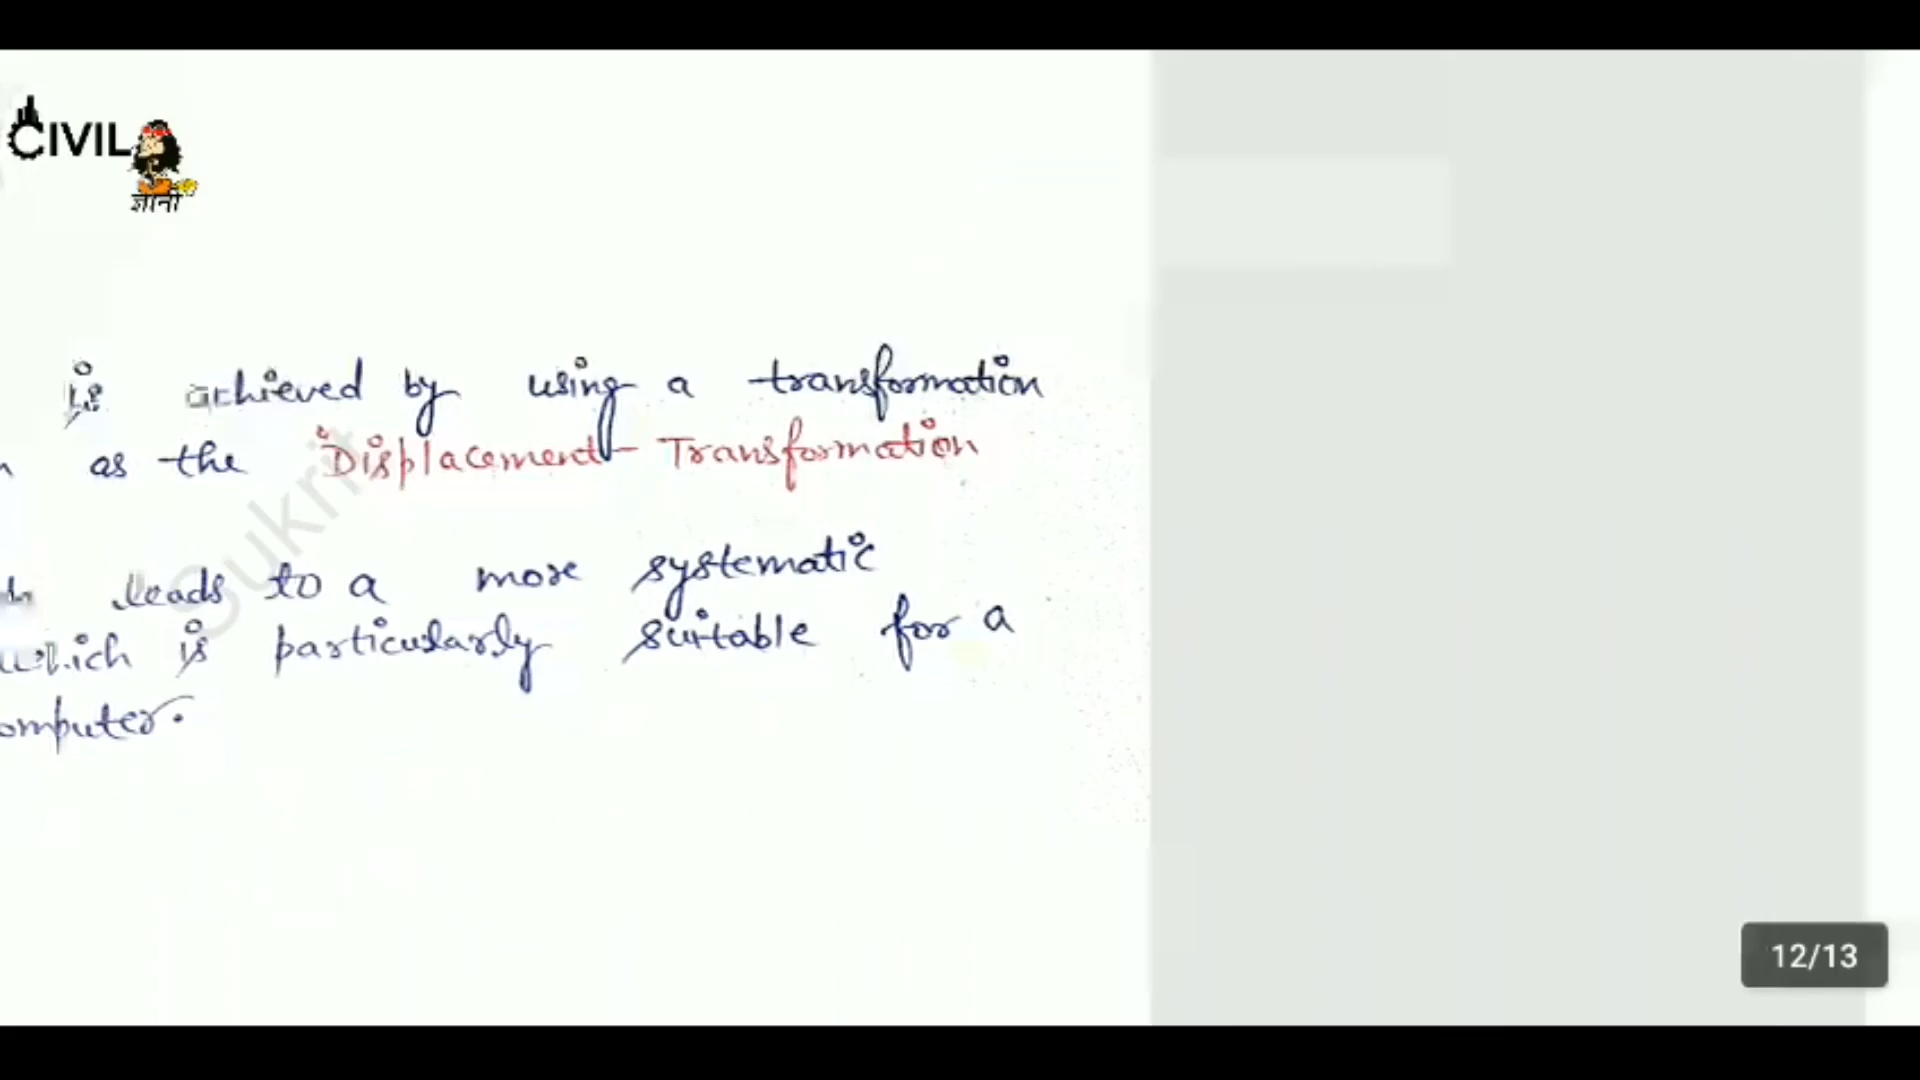 CIVIL
ज्ञानी
is achieved by using a transformation
as the "Displacement-Transformation
leads to a more systematic
which is particularly suitable for a
omputer.
Sukrit
12/13